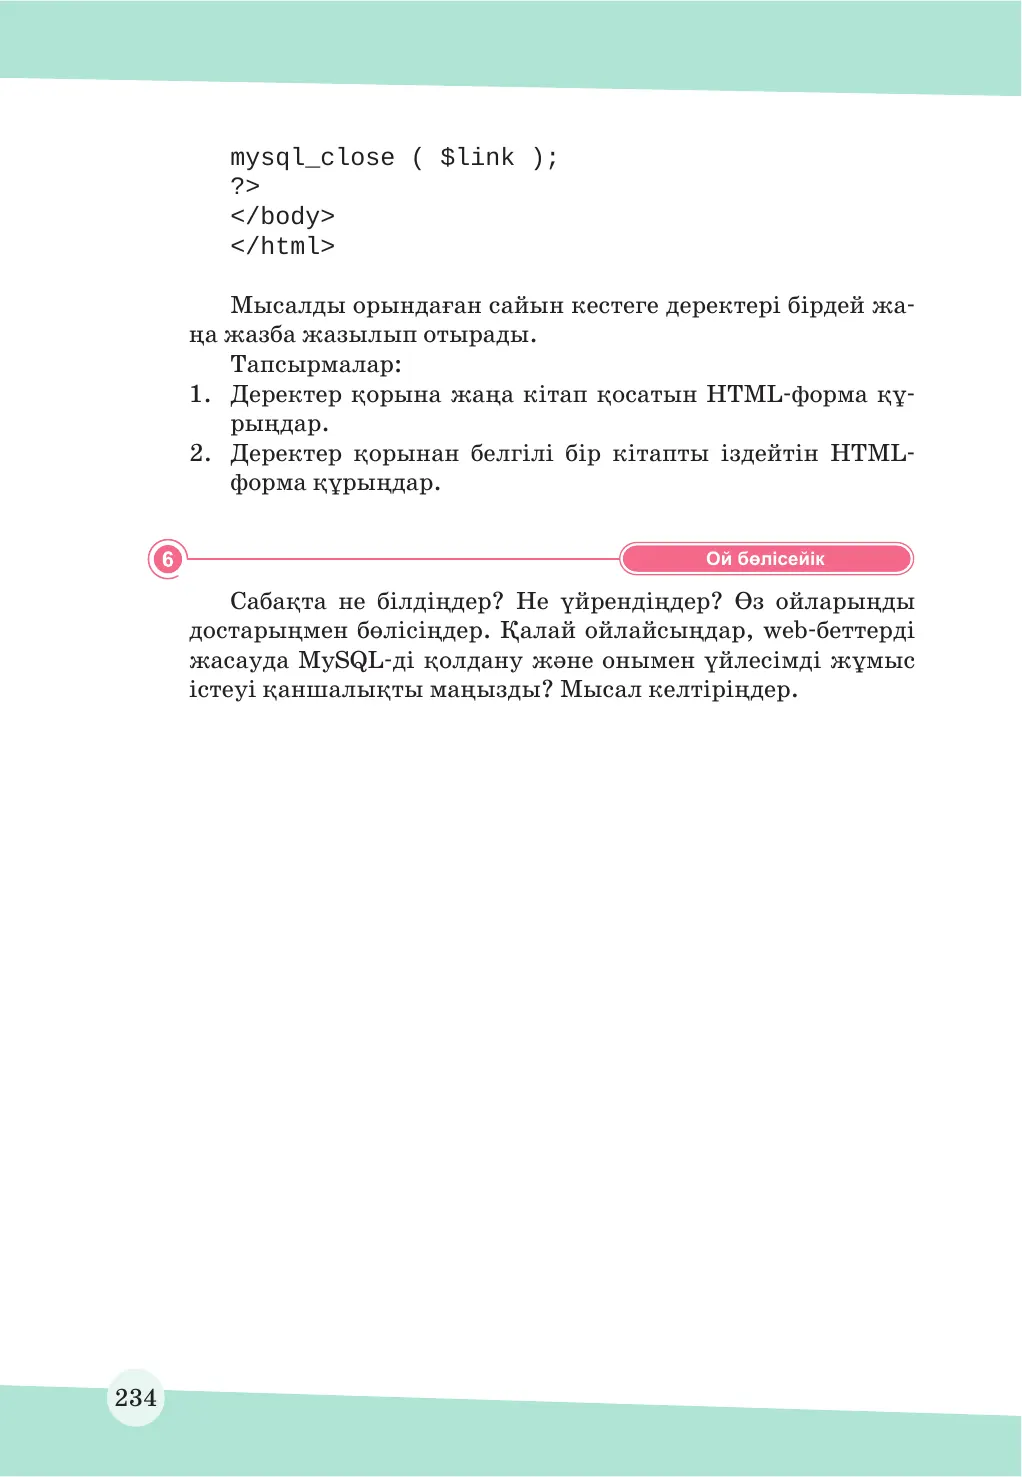 mysql_close ( $link );
?>
</body>
</html>
Мысалды орындаған сайын кестеге деректері бірдей жа-
ңа жазба жазылып отырады.
Тапсырмалар:
1. Деректер қорына жаңа кітап қосатын HTML-форма құ-
рыңдар.
2. Деректер қорынан белгілі бір кітапты іздейтін HTML-
форма құрыңдар.
6 Ой бөлісейік
Сабақта не білдіңдер? Не үйрендіңдер? Өз ойларыңды
достарыңмен бөлісіңдер. Қалай ойлайсыңдар, web-беттерді
жасауда MySQL-ді қолдану және онымен үйлесімді жұмыс
істеуі қаншалықты маңызды? Мысал келтіріңдер.
234